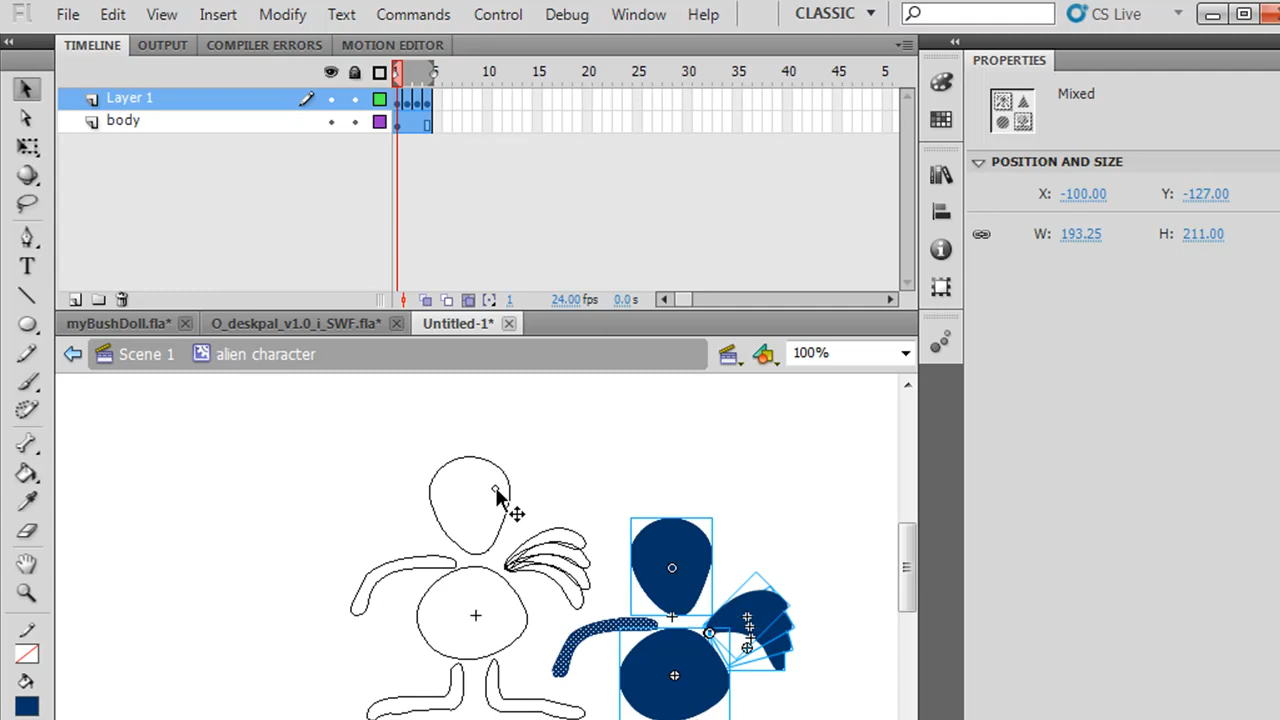 Fl File Edit View Insert Modify Text Commands Control Debug Window Help CLASSIC CS Live
TIMELINE OUTPUT COMPILER ERRORS MOTION EDITOR
PROPERTIES
5 10 15 20 25 30 35 40 45 5
Layer 1
body
Mixed
POSITION AND SIZE
X: -100.00 Y: -127.00
W: 193.25 H: 211.00
1 24.00 fps 0.0 s
myBushDoll.fla* O_deskpal_v1.0_i_SWF.fla* Untitled-1*
Scene 1 alien character 100%
T